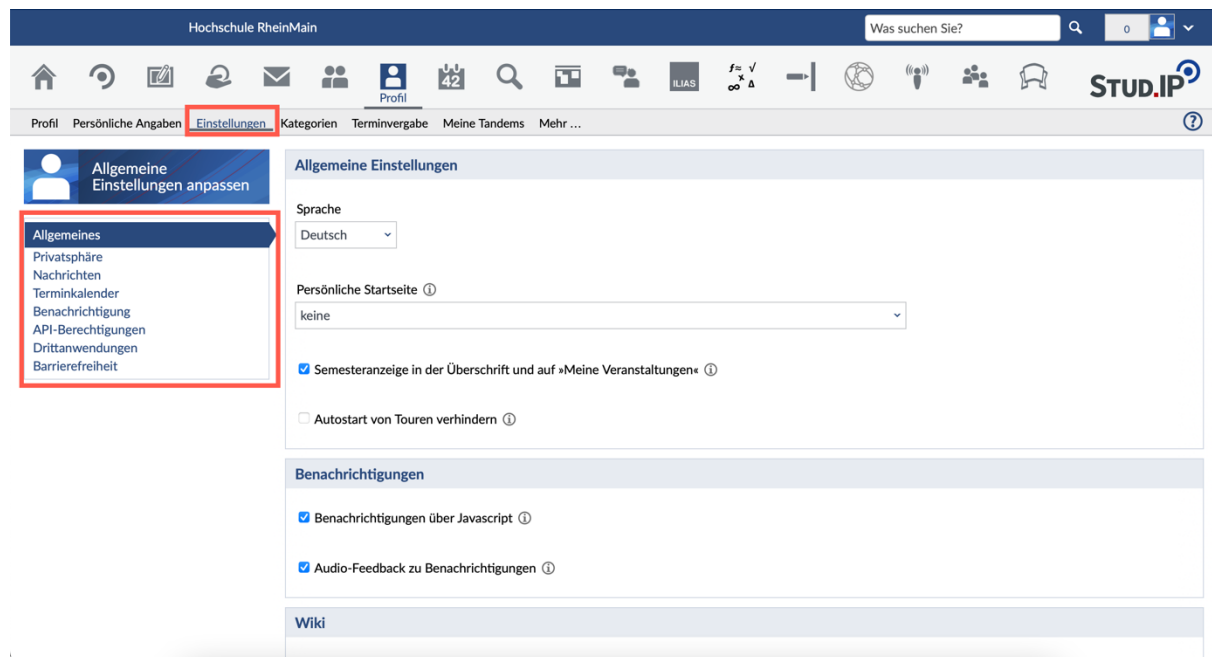 Hochschule RheinMain
Was suchen Sie?
0
Profil
42
ILIAS
f= √
x
∞ Δ
STUD.IP
Profil Persönliche Angaben Einstellungen Kategorien Terminvergabe Meine Tandems Mehr ...
?
Allgemeine
Einstellungen anpassen
Allgemeines
Privatsphäre
Nachrichten
Terminkalender
Benachrichtigung
API-Berechtigungen
Drittanwendungen
Barrierefreiheit
Allgemeine Einstellungen
Sprache
Deutsch
Persönliche Startseite
keine
Semesteranzeige in der Überschrift und auf »Meine Veranstaltungen«
Autostart von Touren verhindern
Benachrichtigungen
Benachrichtigungen über Javascript
Audio-Feedback zu Benachrichtigungen
Wiki